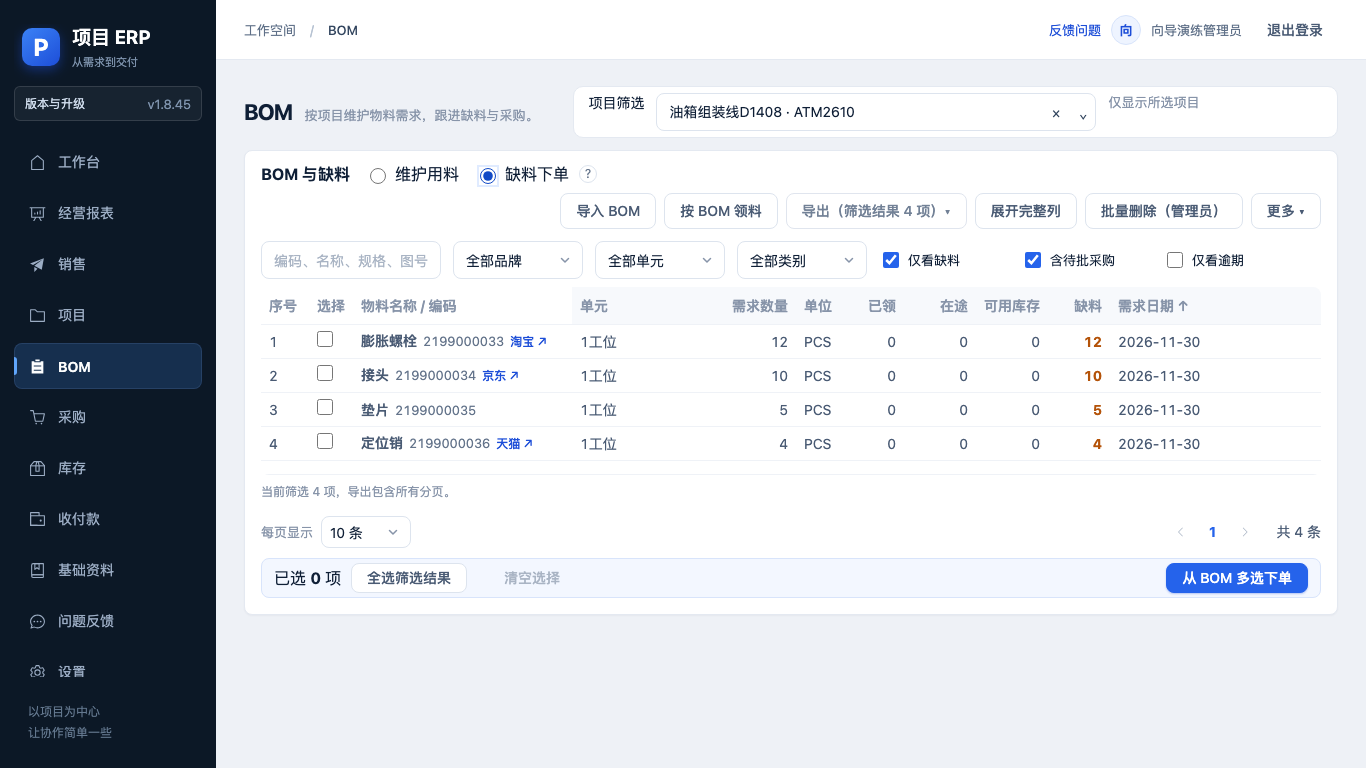 P 项目 ERP
从需求到交付
版本与升级 v1.8.45
工作台
经营报表
销售
项目
BOM
采购
库存
收付款
基础资料
问题反馈
设置
以项目为中心
让协作简单一些
工作空间 / BOM
反馈问题 向 向导演练管理员 退出登录
BOM 按项目维护物料需求，跟进缺料与采购。
项目筛选 油箱组装线D1408 · ATM2610 × 仅显示所选项目
BOM 与缺料 维护用料 缺料下单 ?
导入 BOM 按 BOM 领料 导出（筛选结果 4 项） ▾ 展开完整列 批量删除（管理员） 更多 ▾
编码、名称、规格、图号 全部品牌 全部单元 全部类别 仅看缺料 含待批采购 仅看逾期
序号 选择 物料名称 / 编码 单元 需求数量 单位 已领 在途 可用库存 缺料 需求日期 ↑
1 膨胀螺栓 2199000033 淘宝 ↗ 1工位 12 PCS 0 0 0 12 2026-11-30
2 接头 2199000034 京东 ↗ 1工位 10 PCS 0 0 0 10 2026-11-30
3 垫片 2199000035 1工位 5 PCS 0 0 0 5 2026-11-30
4 定位销 2199000036 天猫 ↗ 1工位 4 PCS 0 0 0 4 2026-11-30
当前筛选 4 项，导出包含所有分页。
每页显示 10 条 1 共 4 条
已选 0 项 全选筛选结果 清空选择 从 BOM 多选下单